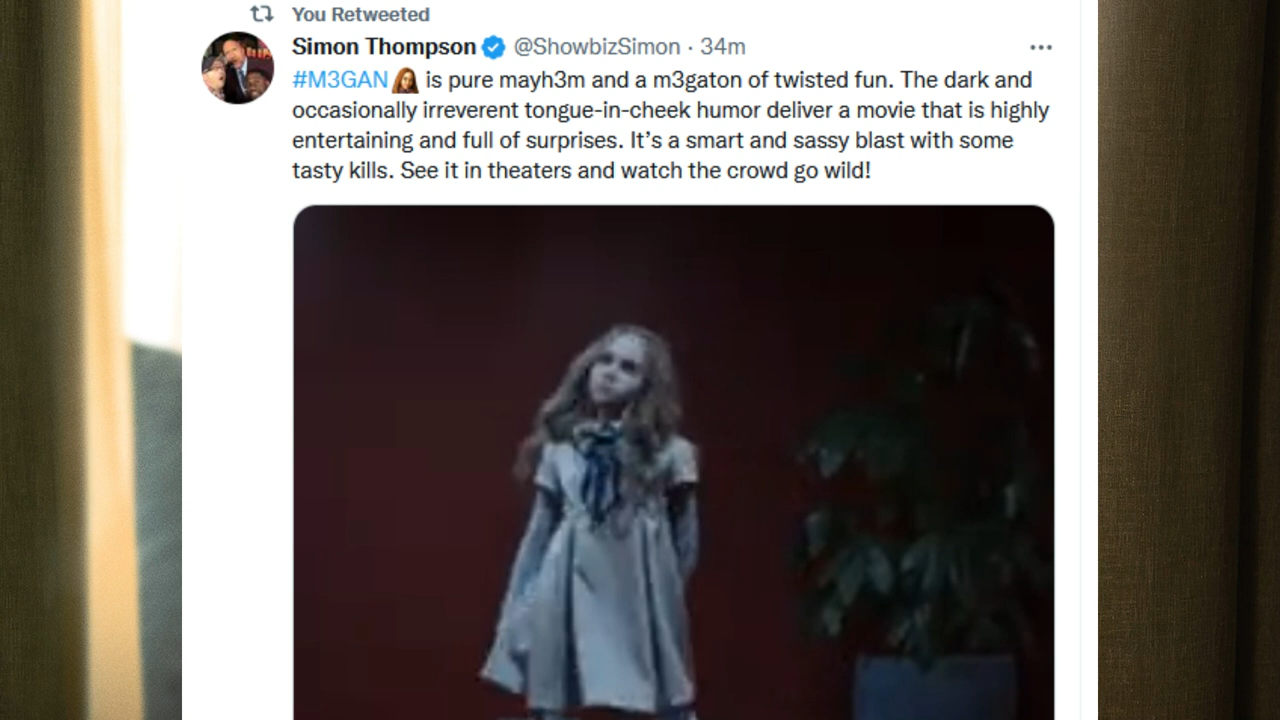 You Retweeted
Simon Thompson @ShowbizSimon · 34m
#M3GAN is pure mayh3m and a m3gaton of twisted fun. The dark and
occasionally irreverent tongue-in-cheek humor deliver a movie that is highly
entertaining and full of surprises. It’s a smart and sassy blast with some
tasty kills. See it in theaters and watch the crowd go wild!